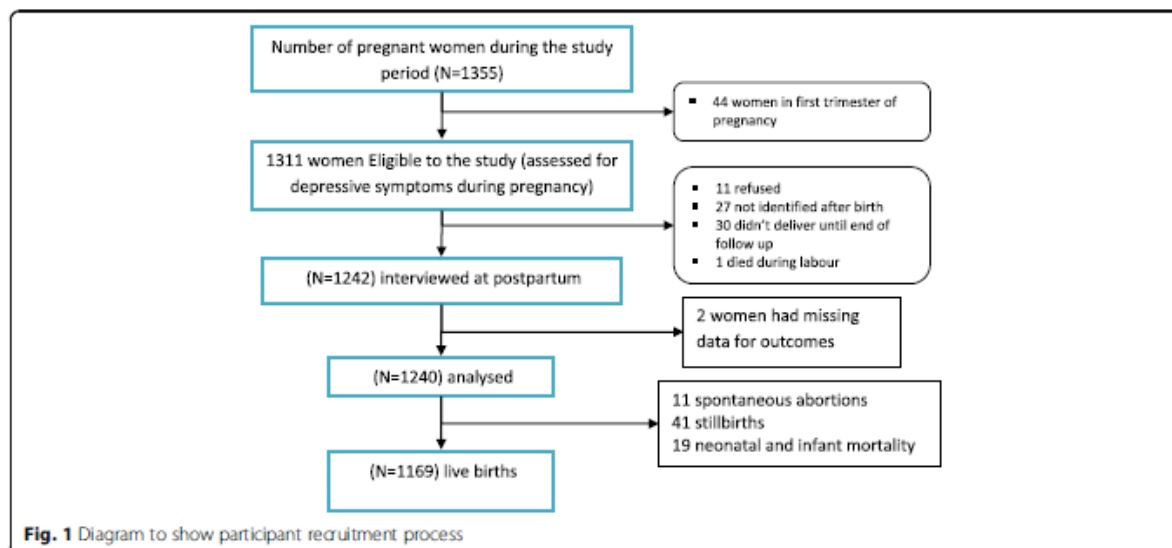 Number of pregnant women during the study
period (N=1355)
▪ 44 women in first trimester of
pregnancy
1311 women Eligible to the study (assessed for
depressive symptoms during pregnancy)
▪ 11 refused
▪ 27 not identified after birth
▪ 30 didn't deliver until end of
follow up
▪ 1 died during labour
(N=1242) interviewed at postpartum
2 women had missing
data for outcomes
(N=1240) analysed
11 spontaneous abortions
41 stillbirths
19 neonatal and infant mortality
(N=1169) live births
Fig. 1 Diagram to show participant recruitment process